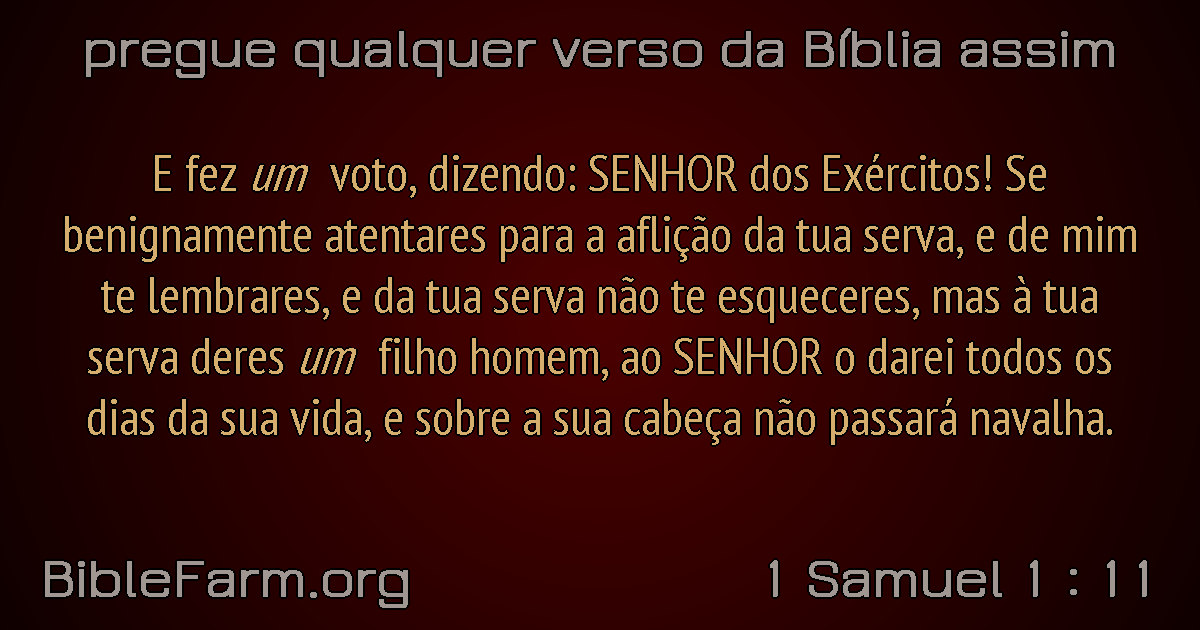 pregue qualquer verso da Bíblia assim
E fez um voto, dizendo: SENHOR dos Exércitos! Se
benignamente atentares para a aflição da tua serva, e de mim
te lembrares, e da tua serva não te esqueceres, mas à tua
serva deres um filho homem, ao SENHOR o darei todos os
dias da sua vida, e sobre a sua cabeça não passará navalha.
BibleFarm.org
1 Samuel 1 : 11